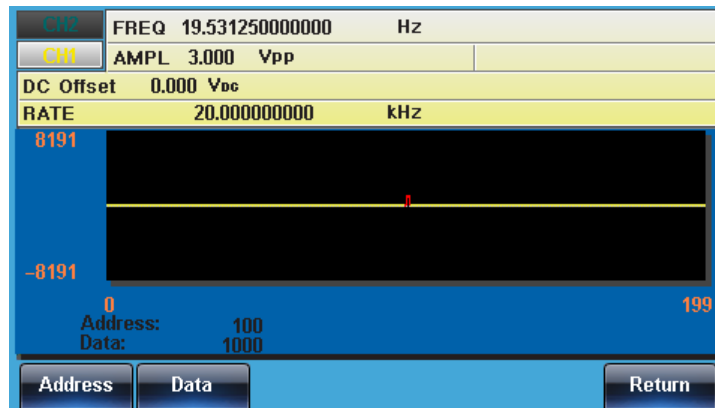 CH2 FREQ 19.531250000000 Hz
CH1 AMPL 3.000 VPP
DC Offset 0.000 VDC
RATE 20.000000000 kHz
8191
-8191
0 199
Address: 100
Data: 1000
Address Data Return